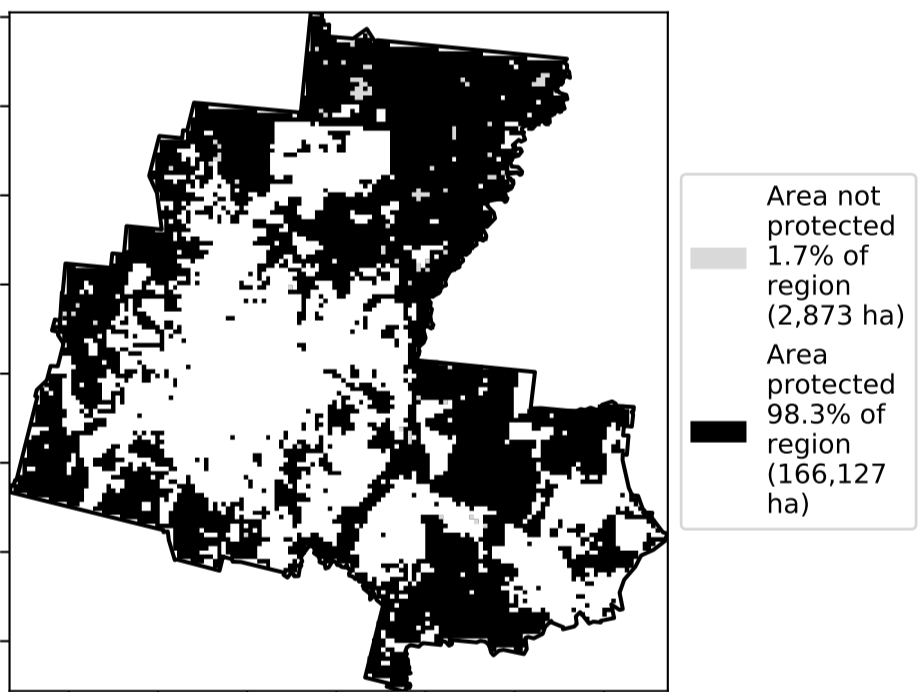 Area not
protected
1.7% of
region
(2,873 ha)
Area
protected
98.3% of
region
(166,127
ha)